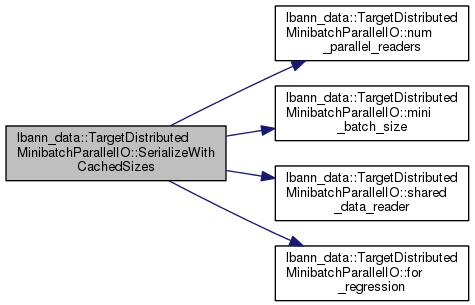 lbann_data::TargetDistributed
MinibatchParallelIO::SerializeWith
CachedSizes
lbann_data::TargetDistributed
MinibatchParallelIO::num
_parallel_readers
lbann_data::TargetDistributed
MinibatchParallelIO::mini
_batch_size
lbann_data::TargetDistributed
MinibatchParallelIO::shared
_data_reader
lbann_data::TargetDistributed
MinibatchParallelIO::for
_regression